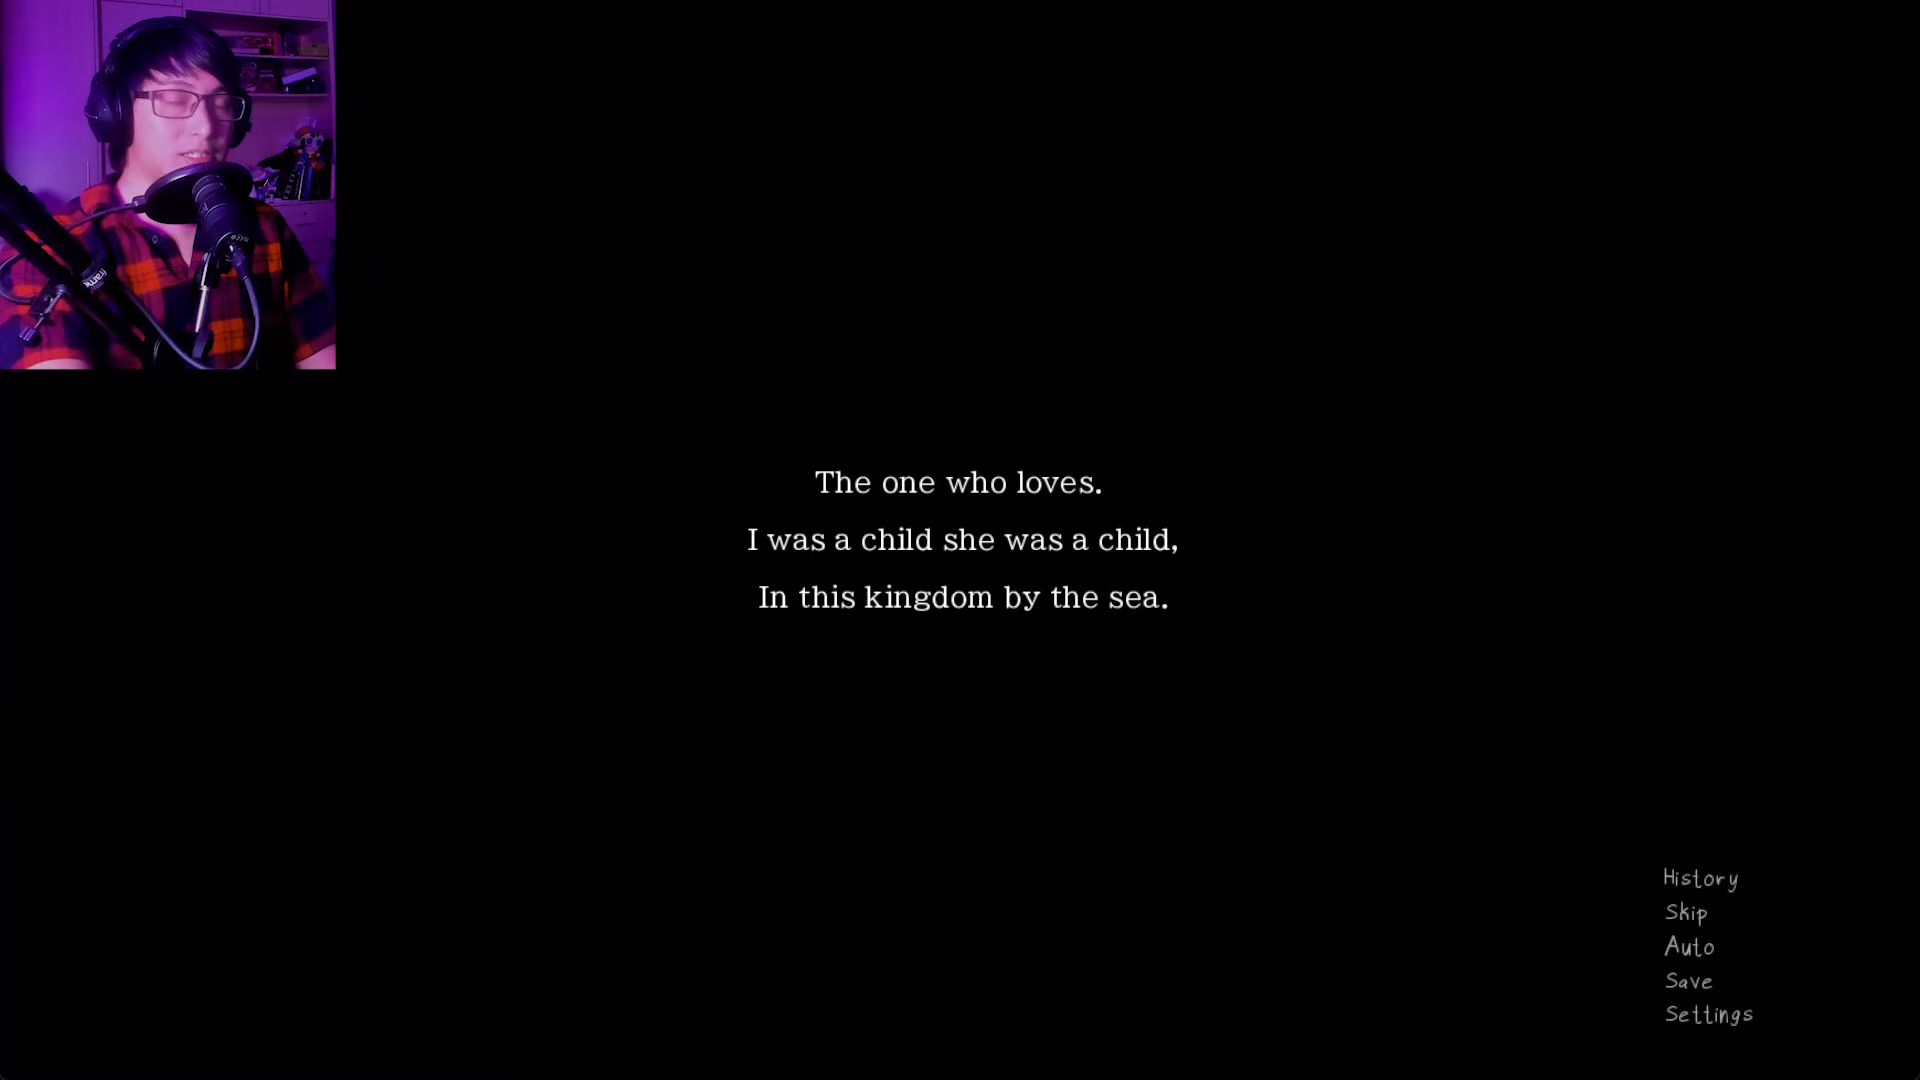 The one who loves.
I was a child she was a child,
In this kingdom by the sea.
History
Skip
Auto
Save
Settings